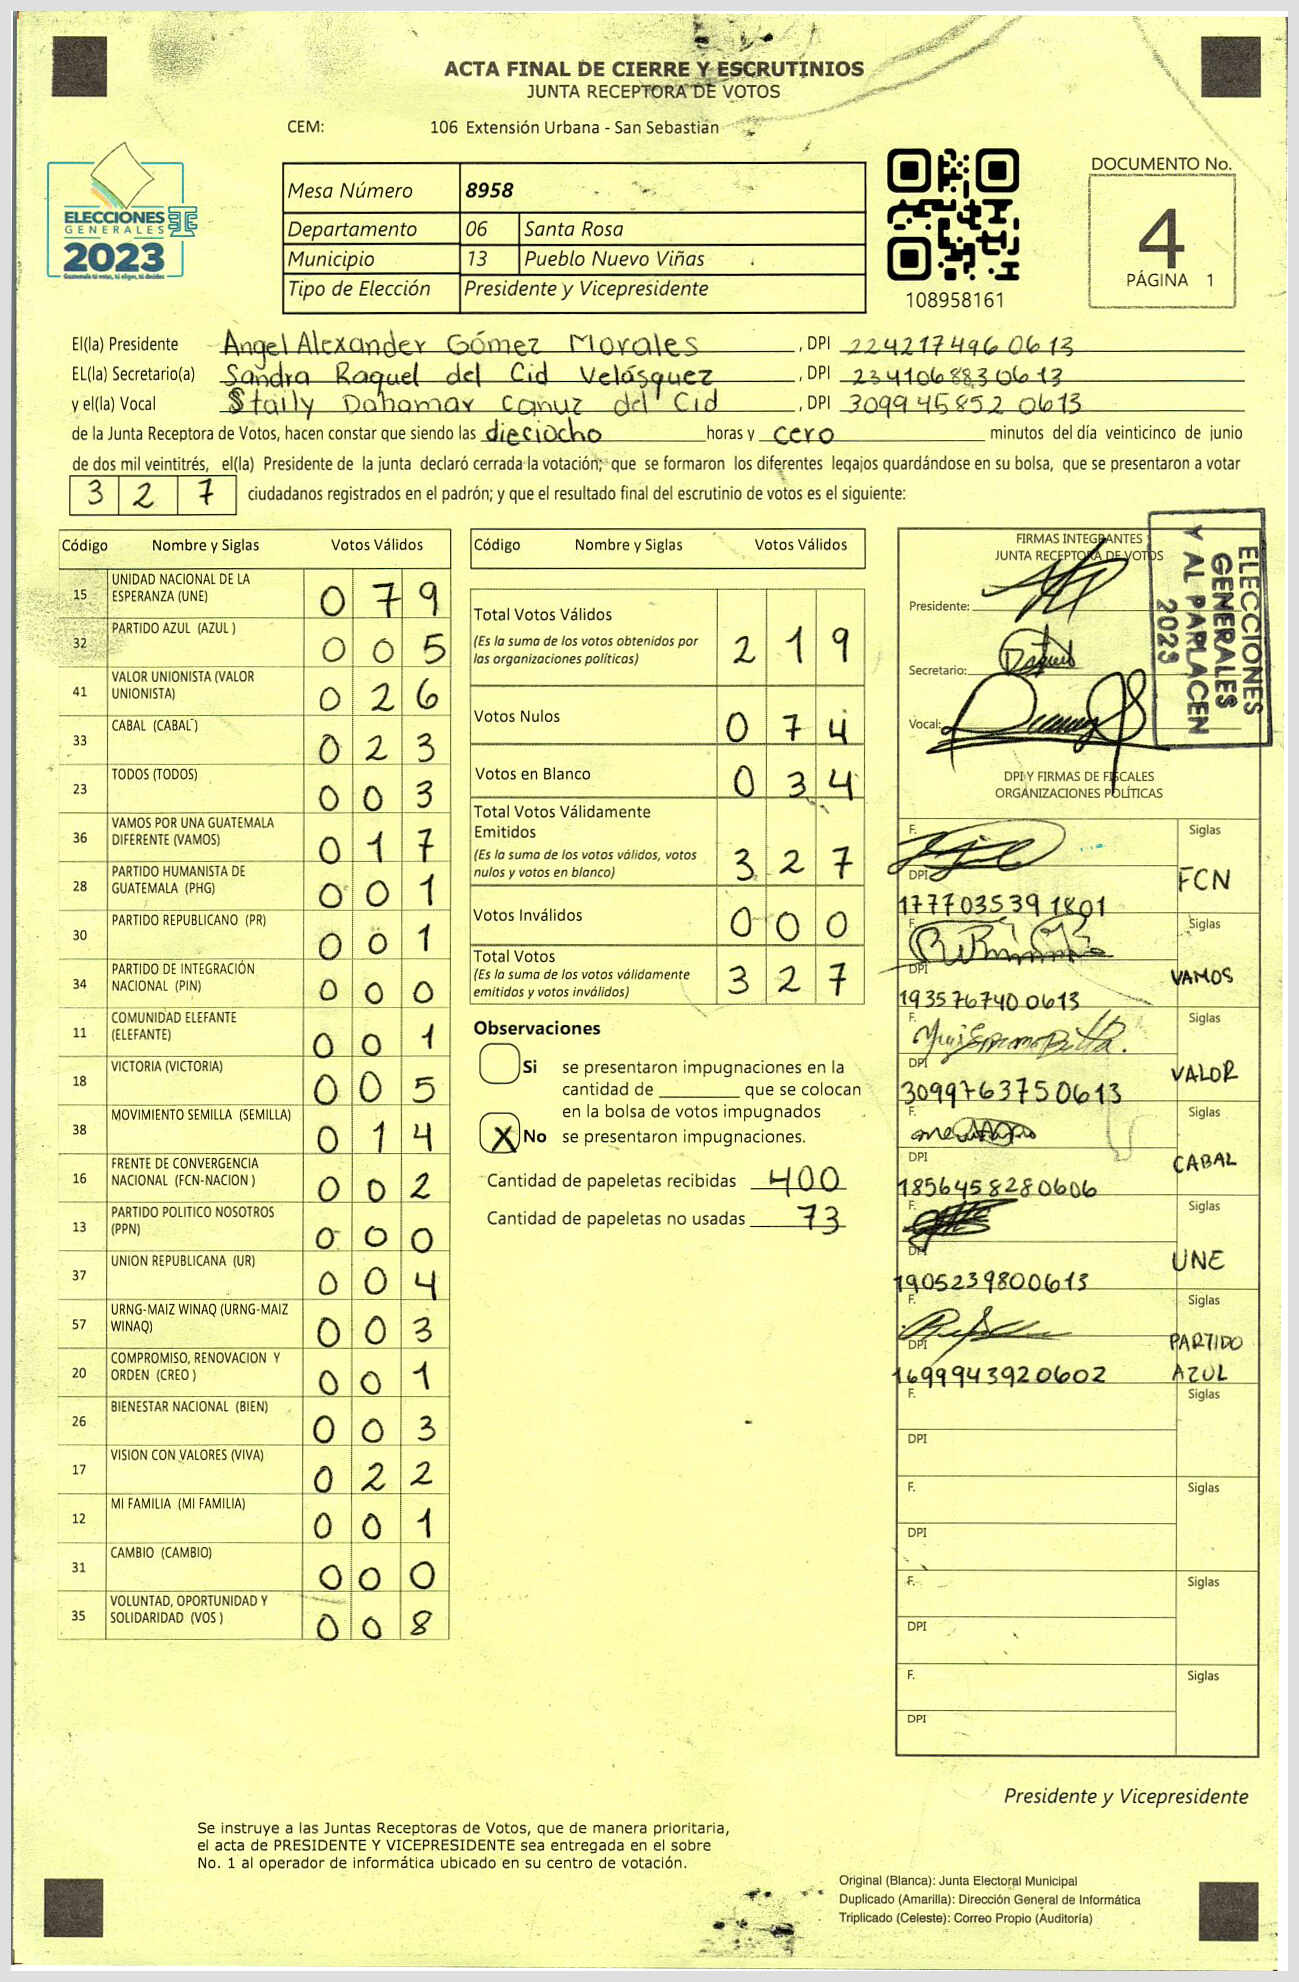 ACTA FINAL DE CIERRE Y ESCRUTINIOS
JUNTA RECEPTORA DE VOTOS
CEM: 106 Extensión Urbana - San Sebastian
ELECCIONES
GENERALES
2023
Guatemala tú votas, tú eliges, tú decides
Mesa Número 8958
Departamento 06 Santa Rosa
Municipio 13 Pueblo Nuevo Viñas
Tipo de Elección Presidente y Vicepresidente
108958161
DOCUMENTO No.
4
PÁGINA 1
El(la) Presidente Angel Alexander Gómez Morales, DPI 2242174960613
EL(la) Secretario(a) Sandra Raquel del Cid Velásquez, DPI 2341068830613
y el(la) Vocal Staily Dahamar Canuz del Cid, DPI 309945852 0613
de la Junta Receptora de Votos, hacen constar que siendo las dieciocho horas y cero minutos del día veinticinco de junio
de dos mil veintitrés, el(la) Presidente de la junta declaró cerrada la votación; que se formaron los diferentes legajos guardándose en su bolsa, que se presentaron a votar
3 2 7 ciudadanos registrados en el padrón; y que el resultado final del escrutinio de votos es el siguiente:
Código Nombre y Siglas Votos Válidos
15 UNIDAD NACIONAL DE LA ESPERANZA (UNE) 0 7 9
32 PARTIDO AZUL (AZUL ) 0 0 5
41 VALOR UNIONISTA (VALOR UNIONISTA) 0 2 6
33 CABAL (CABAL) 0 2 3
23 TODOS (TODOS) 0 0 3
36 VAMOS POR UNA GUATEMALA DIFERENTE (VAMOS) 0 1 7
28 PARTIDO HUMANISTA DE GUATEMALA (PHG) 0 0 1
30 PARTIDO REPUBLICANO (PR) 0 0 1
34 PARTIDO DE INTEGRACIÓN NACIONAL (PIN) 0 0 0
11 COMUNIDAD ELEFANTE (ELEFANTE) 0 0 1
18 VICTORIA (VICTORIA) 0 0 5
38 MOVIMIENTO SEMILLA (SEMILLA) 0 1 4
16 FRENTE DE CONVERGENCIA NACIONAL (FCN-NACION ) 0 0 2
13 PARTIDO POLITICO NOSOTROS (PPN) 0 0 0
37 UNION REPUBLICANA (UR) 0 0 4
57 URNG-MAIZ WINAQ (URNG-MAIZ WINAQ) 0 0 3
20 COMPROMISO, RENOVACION Y ORDEN (CREO ) 0 0 1
26 BIENESTAR NACIONAL (BIEN) 0 0 3
17 VISION CON VALORES (VIVA) 0 2 2
12 MI FAMILIA (MI FAMILIA) 0 0 1
31 CAMBIO (CAMBIO) 0 0 0
35 VOLUNTAD, OPORTUNIDAD Y SOLIDARIDAD (VOS ) 0 0 8
Código Nombre y Siglas Votos Válidos
Total Votos Válidos 2 1 9
(Es la suma de los votos obtenidos por
las organizaciones políticas)
Votos Nulos 0 7 4
Votos en Blanco 0 3 4
Total Votos Válidamente
Emitidos 3 2 7
(Es la suma de los votos válidos, votos
nulos y votos en blanco)
Votos Inválidos 0 0 0
Total Votos 3 2 7
(Es la suma de los votos válidamente
emitidos y votos inválidos)
Observaciones
Si se presentaron impugnaciones en la
cantidad de ________ que se colocan
en la bolsa de votos impugnados
X No se presentaron impugnaciones.
Cantidad de papeletas recibidas 400
Cantidad de papeletas no usadas 73
FIRMAS INTEGRANTES
JUNTA RECEPTORA DE VOTOS
Presidente:
Secretario:
Vocal:
ELECCIONES
GENERALES
Y AL PARLACEN
2023
DPI Y FIRMAS DE FISCALES
ORGANIZACIONES POLÍTICAS
F. Siglas
DPI FCN
177703539 1801
F. Siglas
DPI VAMOS
193576740 0613
F. Siglas
DPI VALOR
3099763750613
F. Siglas
DPI CABAL
1856458280606
F. Siglas
DPI UNE
1905239800613
F. Siglas
DPI PARTIDO
1699943920602 AZUL
F. Siglas
DPI
F. Siglas
DPI
F. Siglas
DPI
F. Siglas
DPI
Presidente y Vicepresidente
Se instruye a las Juntas Receptoras de Votos, que de manera prioritaria,
el acta de PRESIDENTE Y VICEPRESIDENTE sea entregada en el sobre
No. 1 al operador de informática ubicado en su centro de votación.
Original (Blanca): Junta Electoral Municipal
Duplicado (Amarilla): Dirección General de Informática
Triplicado (Celeste): Correo Propio (Auditoría)